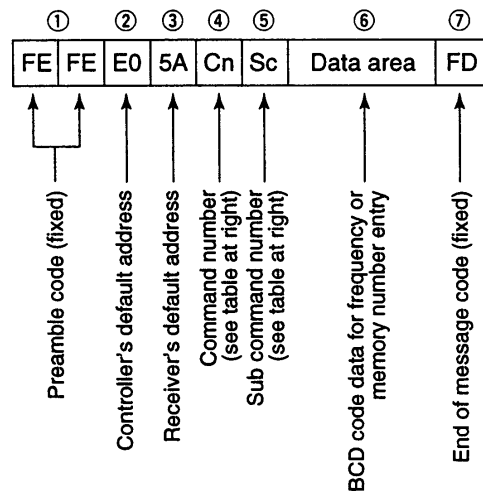 ① ② ③ ④ ⑤ ⑥ ⑦
FE FE E0 5A Cn Sc Data area FD
Preamble code (fixed)
Controller's default address
Receiver's default address
Command number
(see table at right)
Sub command number
(see table at right)
BCD code data for frequency or
memory number entry
End of message code (fixed)